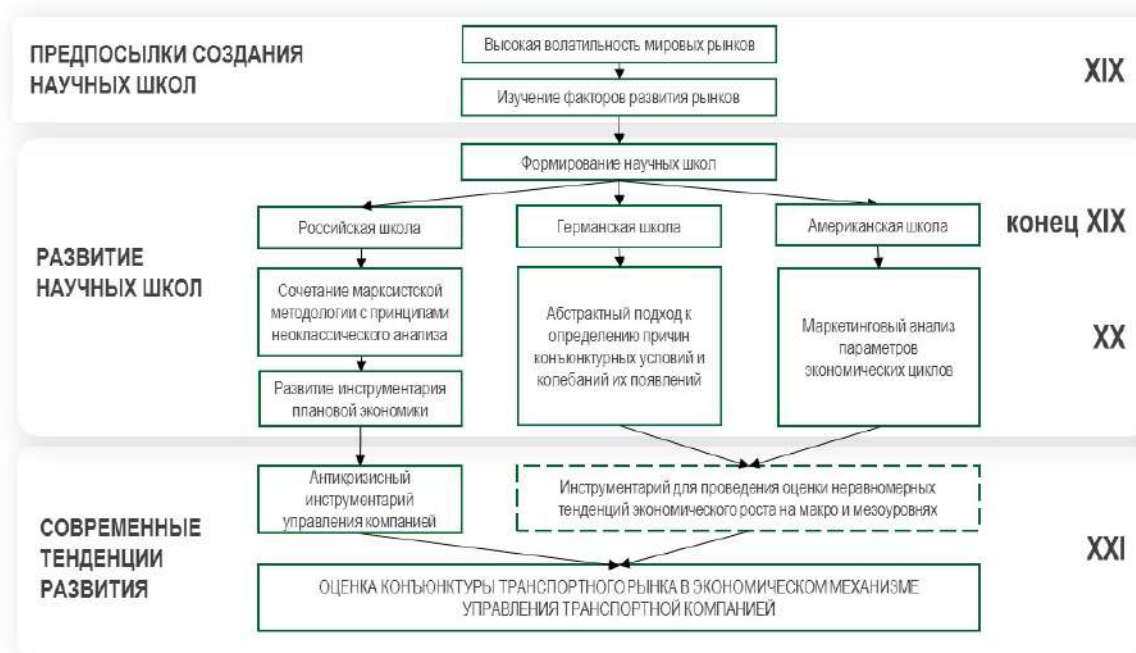 ПРЕДПОСЫЛКИ СОЗДАНИЯ
НАУЧНЫХ ШКОЛ
Высокая волатильность мировых рынков
Изучение факторов развития рынков
XIX
РАЗВИТИЕ
НАУЧНЫХ ШКОЛ
Формирование научных школ
Российская школа
Германская школа
Американская школа
конец XIX
Сочетание марксистской
методологии с принципами
неоклассического анализа
Развитие инструментария
плановой экономики
Абстрактный подход к
определению причин
конъюнктурных условий и
колебаний их появлений
Маркетинговый анализ
параметров
экономических циклов
XX
СОВРЕМЕННЫЕ
ТЕНДЕНЦИИ
РАЗВИТИЯ
Антикризисный
инструментарий
управления компанией
Инструментарий для проведения оценки неравномерных
тенденций экономического роста на макро и мезоуровнях
XXI
ОЦЕНКА КОНЪЮНКТУРЫ ТРАНСПОРТНОГО РЫНКА В ЭКОНОМИЧЕСКОМ МЕХАНИЗМЕ
УПРАВЛЕНИЯ ТРАНСПОРТНОЙ КОМПАНИЕЙ